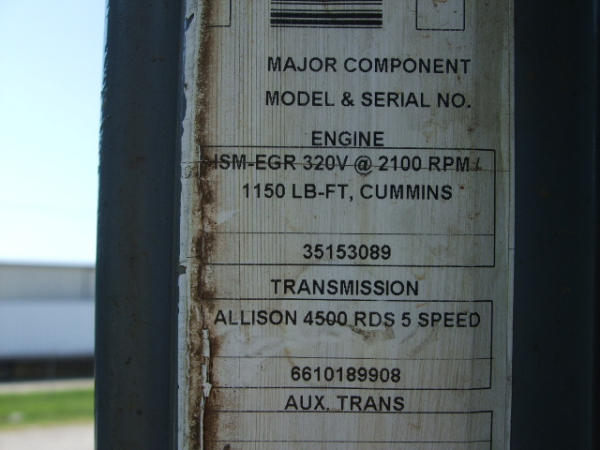 MAJOR COMPONENT
MODEL & SERIAL NO.
ENGINE
ISM-EGR 320V @ 2100 RPM /
1150 LB-FT, CUMMINS
35153089
TRANSMISSION
ALLISON 4500 RDS 5 SPEED
6610189908
AUX. TRANS